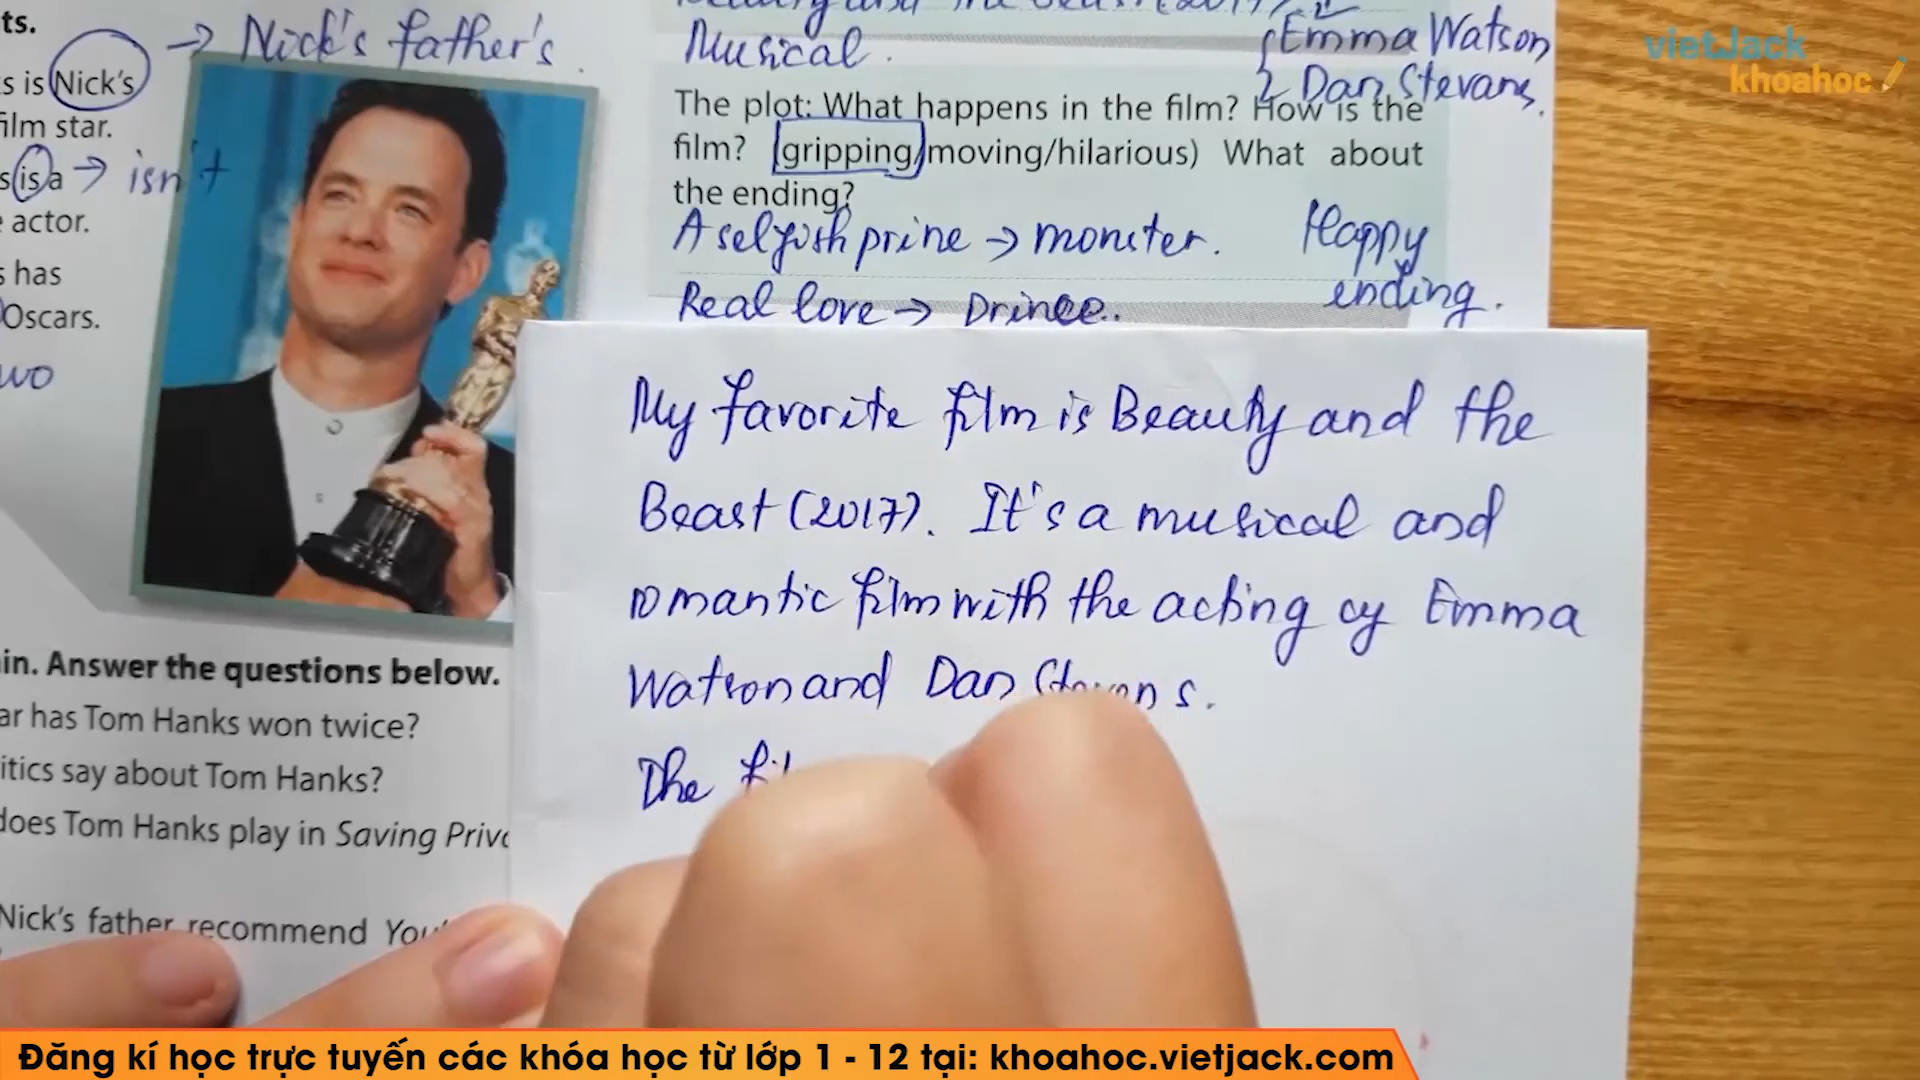 ts.
→ Nick's father's.
s is Nick's
film star.
s is a → isn't
e actor.
s has
Oscars.
wo
Musical.
{ Emma Watson
Dan Stevans.
vietJack
khoahoc
The plot: What happens in the film? How is the
film? (gripping/moving/hilarious) What about
the ending?
A selfish prine → monster.
Happy
ending.
Real love → Prince..
My favorite film is Beauty and the
Beast (2017). It's a musical and
romantic film with the acting oy Emma
Watson and Dan Stevens.
The
in. Answer the questions below.
ar has Tom Hanks won twice?
itics say about Tom Hanks?
does Tom Hanks play in Saving Priva
Nick's father recommend You'
Đăng kí học trực tuyến các khóa học từ lớp 1 - 12 tại: khoahoc.vietjack.com